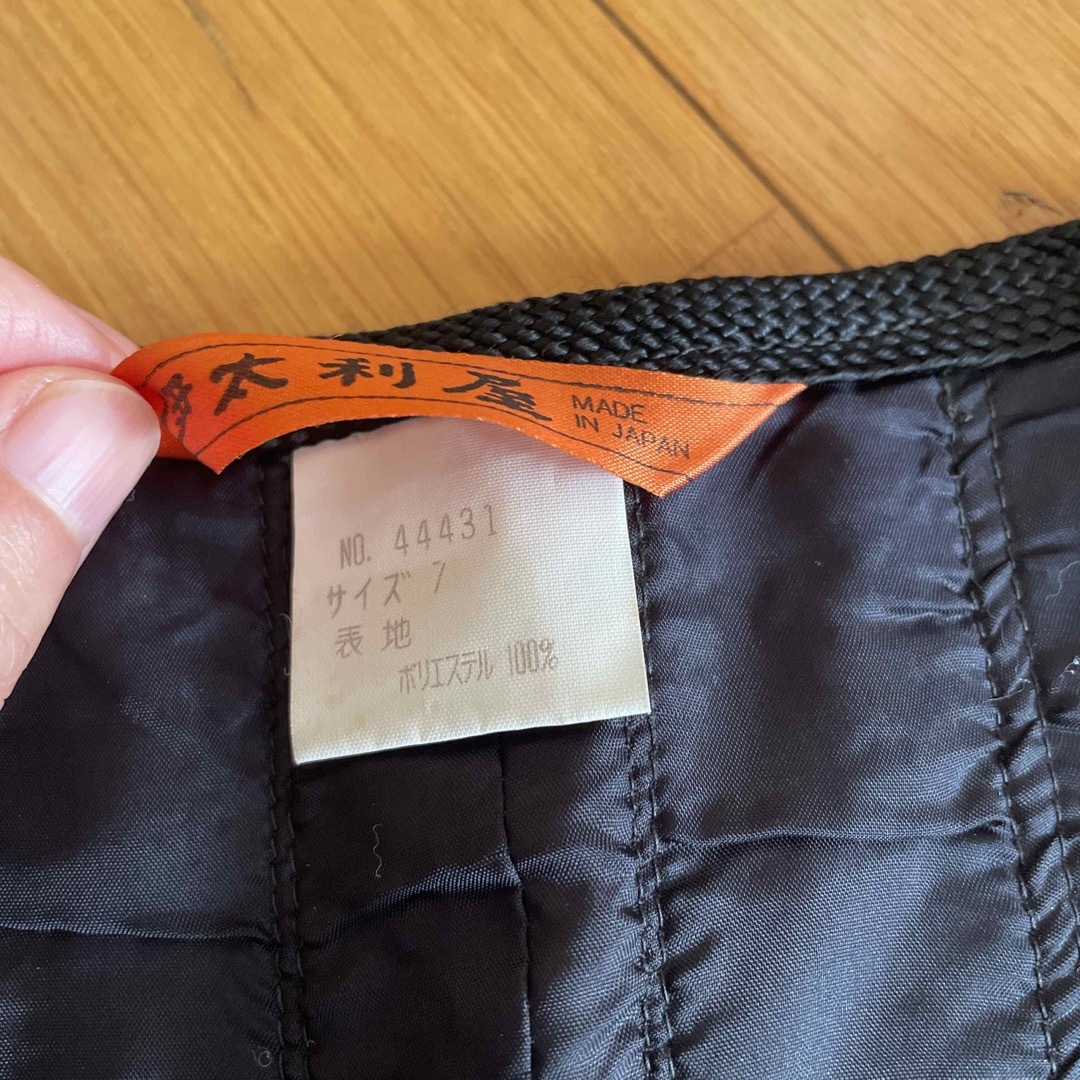 太利屋
MADE
IN JAPAN
NO. 44431
サイズ 7
表地
ポリエステル 100%